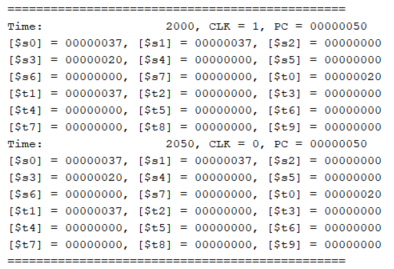 ===============================================
Time: 2000, CLK = 1, PC = 00000050
[$s0] = 00000037, [$s1] = 00000037, [$s2] = 00000000
[$s3] = 00000020, [$s4] = 00000000, [$s5] = 00000000
[$s6] = 00000000, [$s7] = 00000000, [$t0] = 00000020
[$t1] = 00000037, [$t2] = 00000000, [$t3] = 00000000
[$t4] = 00000000, [$t5] = 00000000, [$t6] = 00000000
[$t7] = 00000000, [$t8] = 00000000, [$t9] = 00000000
Time: 2050, CLK = 0, PC = 00000050
[$s0] = 00000037, [$s1] = 00000037, [$s2] = 00000000
[$s3] = 00000020, [$s4] = 00000000, [$s5] = 00000000
[$s6] = 00000000, [$s7] = 00000000, [$t0] = 00000020
[$t1] = 00000037, [$t2] = 00000000, [$t3] = 00000000
[$t4] = 00000000, [$t5] = 00000000, [$t6] = 00000000
[$t7] = 00000000, [$t8] = 00000000, [$t9] = 00000000
===============================================